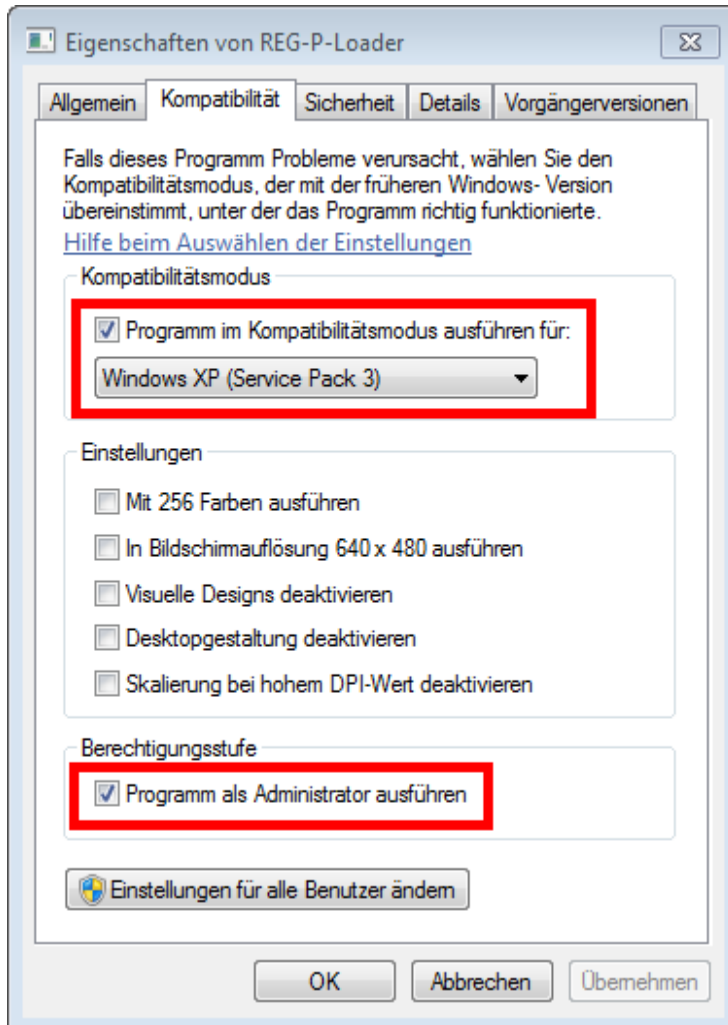 Eigenschaften von REG-P-Loader
Allgemein Kompatibilität Sicherheit Details Vorgängerversionen
Falls dieses Programm Probleme verursacht, wählen Sie den
Kompatibilitätsmodus, der mit der früheren Windows- Version
übereinstimmt, unter der das Programm richtig funktionierte.
Hilfe beim Auswählen der Einstellungen
Kompatibilitätsmodus
Programm im Kompatibilitätsmodus ausführen für:
Windows XP (Service Pack 3)
Einstellungen
Mit 256 Farben ausführen
In Bildschirmauflösung 640 x 480 ausführen
Visuelle Designs deaktivieren
Desktopgestaltung deaktivieren
Skalierung bei hohem DPI-Wert deaktivieren
Berechtigungsstufe
Programm als Administrator ausführen
Einstellungen für alle Benutzer ändern
OK Abbrechen Übernehmen